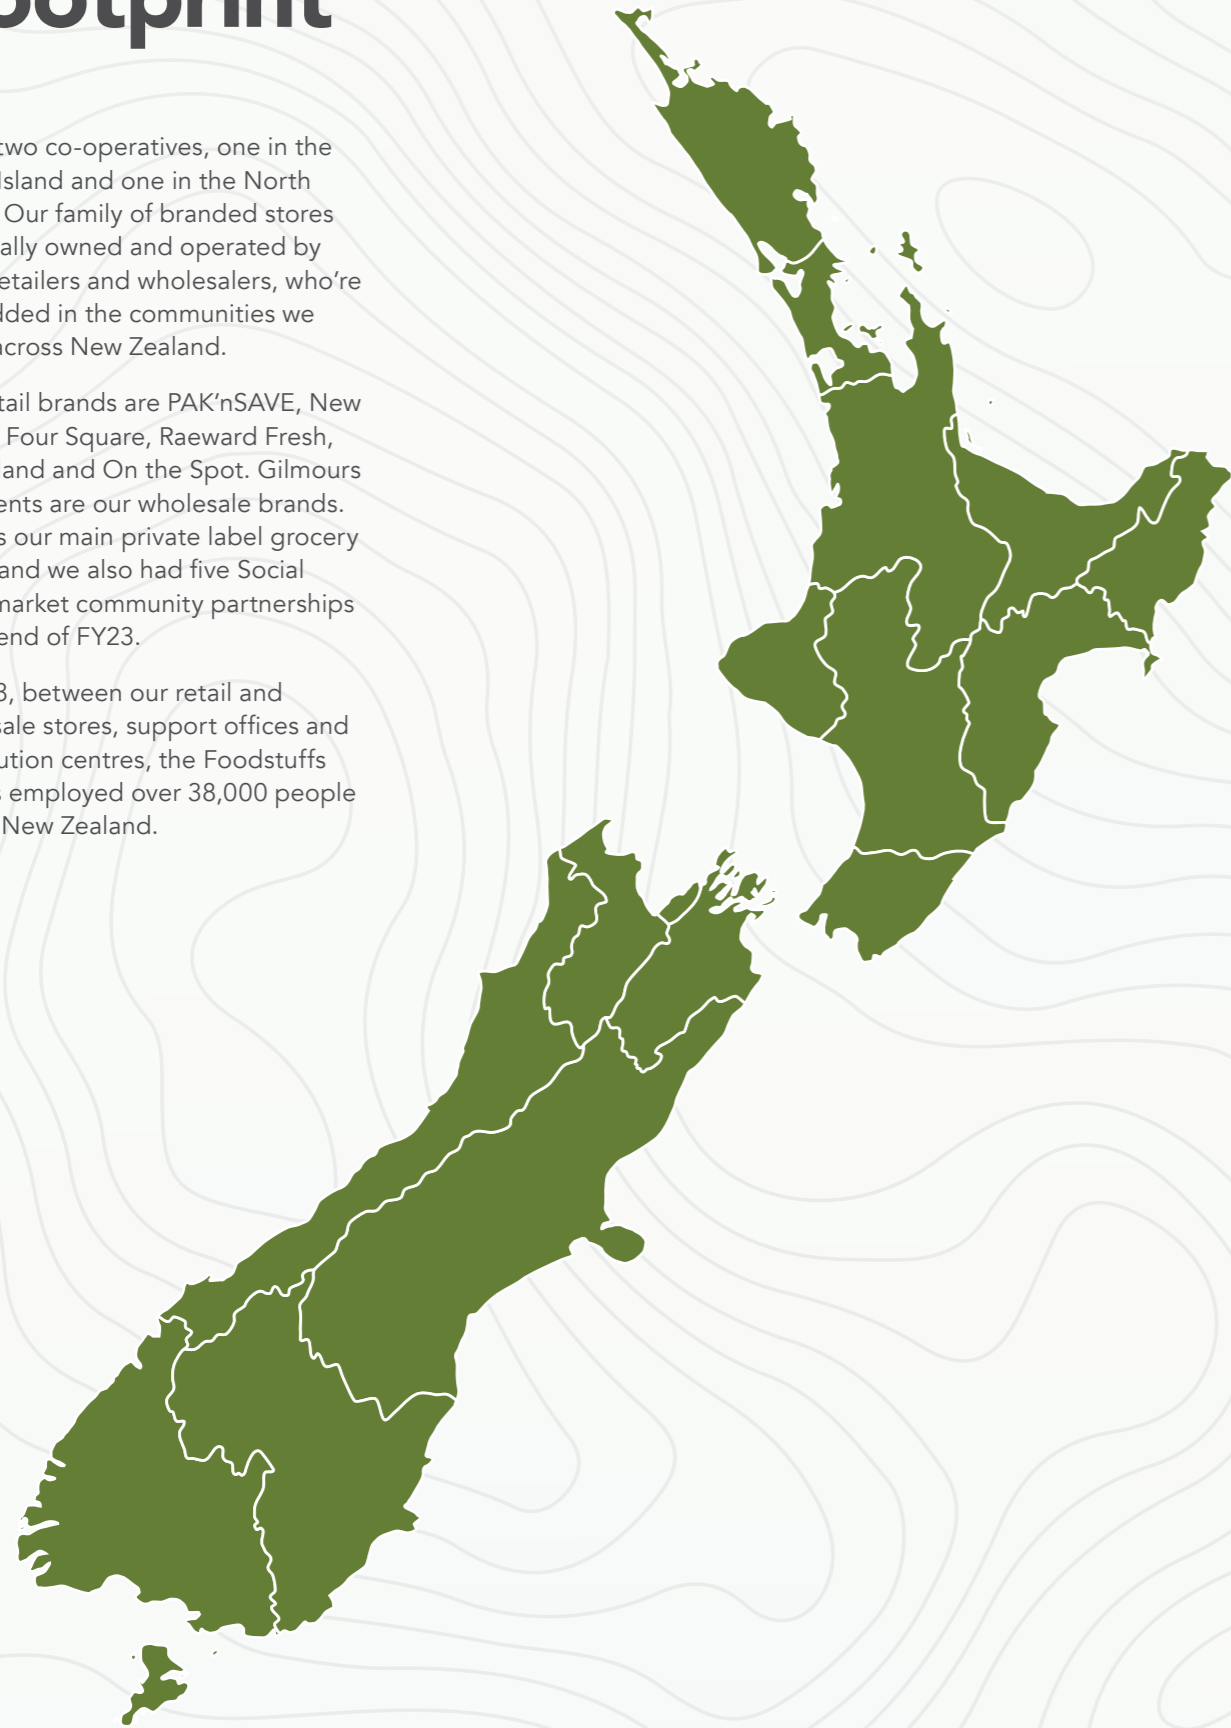 ootprint
two co-operatives, one in the
Island and one in the North
Our family of branded stores
ally owned and operated by
etailers and wholesalers, who're
dded in the communities we
across New Zealand.
tail brands are PAK'nSAVE, New
Four Square, Raeward Fresh,
land and On the Spot. Gilmours
ents are our wholesale brands.
s our main private label grocery
and we also had five Social
market community partnerships
end of FY23.
3, between our retail and
sale stores, support offices and
ution centres, the Foodstuffs
s employed over 38,000 people
New Zealand.